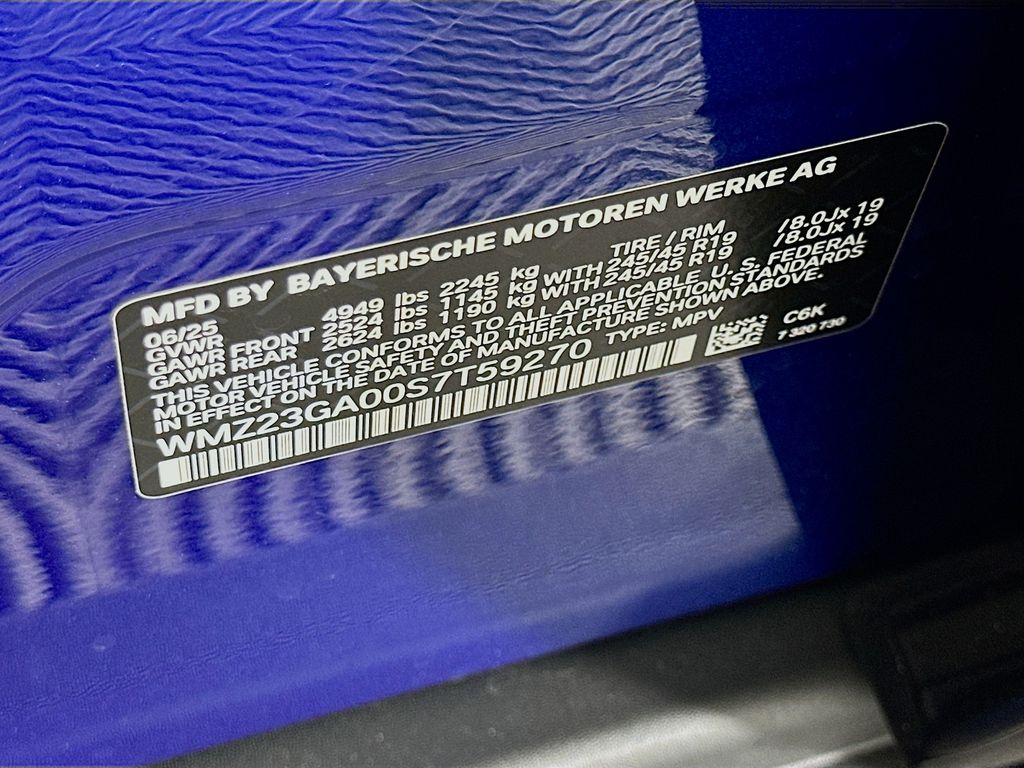 MFD BY BAYERISCHE MOTOREN WERKE AG
06/25 TIRE / RIM
GVWR 4949 lbs 2245 kg
GAWR FRONT 2524 lbs 1145 kg WITH 245/45 R19 /8.0Jx 19
GAWR REAR 2624 lbs 1190 kg WITH 245/45 R19 /8.0Jx 19
THIS VEHICLE CONFORMS TO ALL APPLICABLE U. S. FEDERAL
MOTOR VEHICLE SAFETY AND THEFT PREVENTION STANDARDS
IN EFFECT ON THE DATE OF MANUFACTURE SHOWN ABOVE.
WMZ23GA00S7T59270 TYPE: MPV C6K
7 320 730